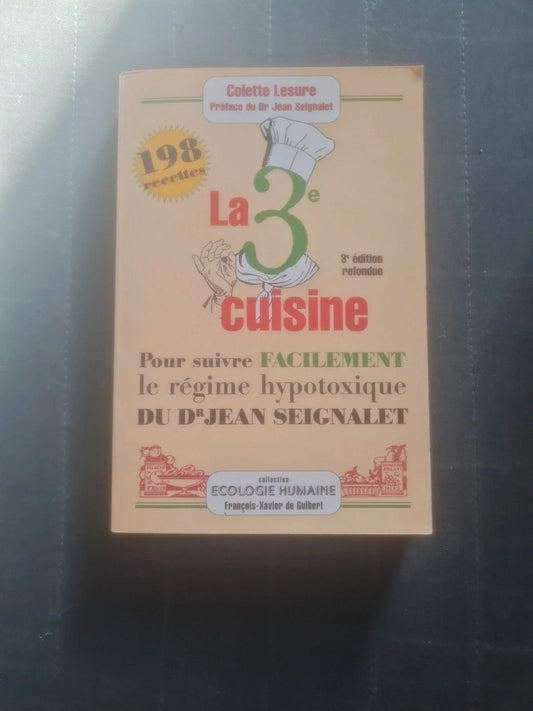 Colette Lesure
Préface du Dr Jean Seignalet
198
recettes
La 3e
cuisine
3e édition
refondue
Pour suivre FACILEMENT
le régime hypotoxique
DU DR JEAN SEIGNALET
collection
ECOLOGIE HUMAINE
François-Xavier de Guibert